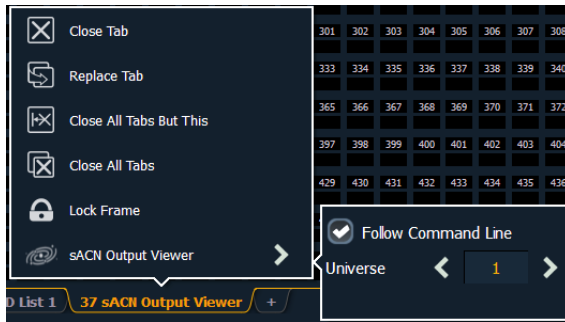 Close Tab
301 302 303 304 305 306 307 308
Replace Tab
333 334 335 336 337 338 339 340
Close All Tabs But This
365 366 367 368 369 370 371 372
397 398 399 400 401 402 403 404
Close All Tabs
429 430 431 432 433 434 435 436
Lock Frame
sACN Output Viewer
Follow Command Line
Universe 1
D List 1 37 sACN Output Viewer +